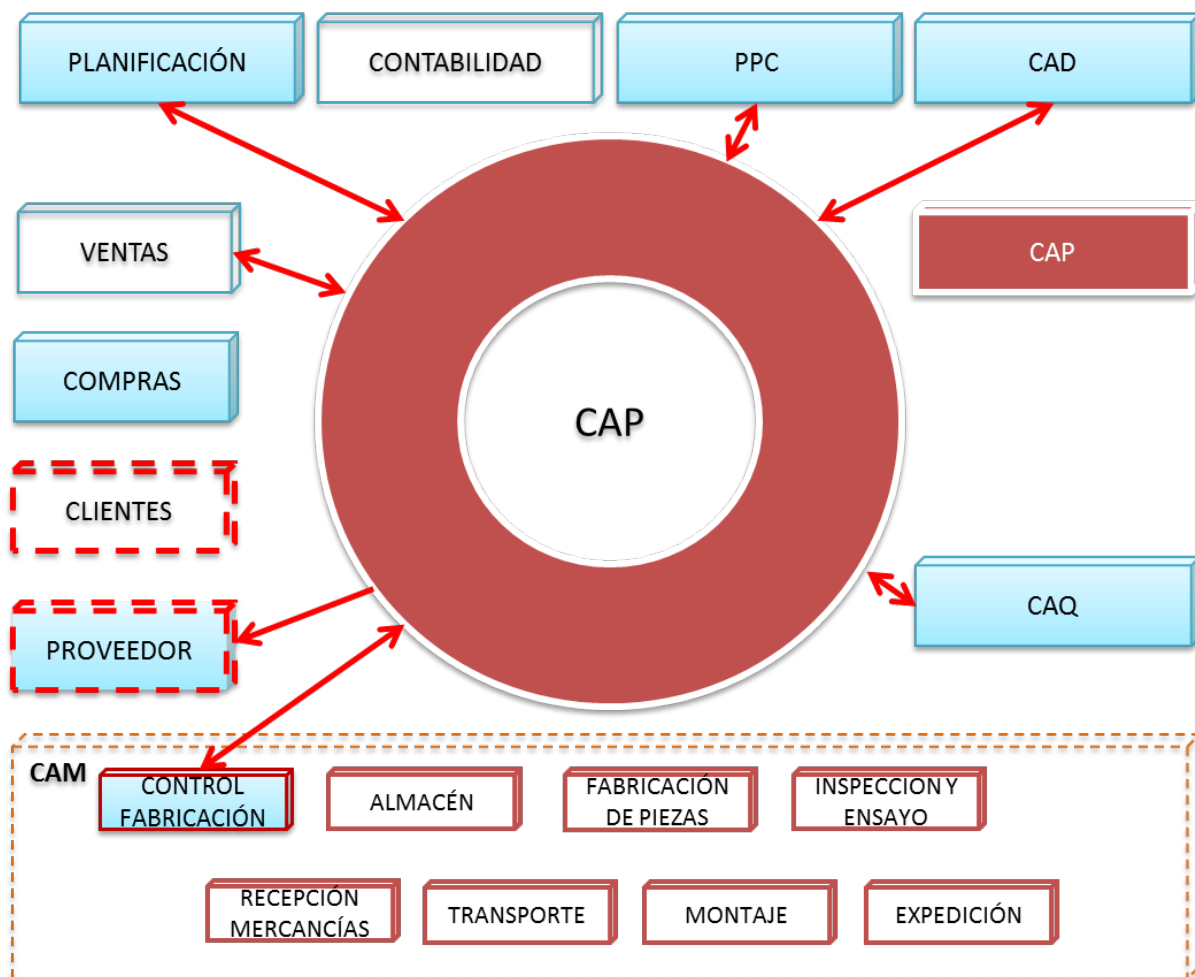 PLANIFICACIÓN
CONTABILIDAD
PPC
CAD
VENTAS
CAP
COMPRAS
CAP
CLIENTES
CAQ
PROVEEDOR
CAM
CONTROL
FABRICACIÓN
ALMACÉN
FABRICACIÓN
DE PIEZAS
INSPECCION Y
ENSAYO
RECEPCIÓN
MERCANCÍAS
TRANSPORTE
MONTAJE
EXPEDICIÓN